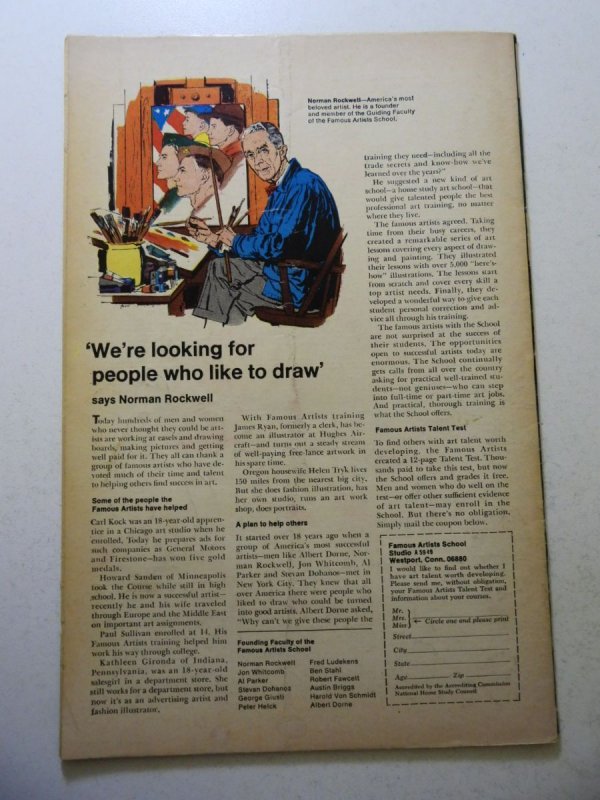 Norman Rockwell—America's most
beloved artist. He is a founder
and member of the Guiding Faculty
of the Famous Artists School.
'We're looking for
people who like to draw'
says Norman Rockwell
Today hundreds of men and women
who never thought they could be art-
ists are working at easels and drawing
boards, making pictures and getting
well paid for it. They all can thank a
group of famous artists who have de-
voted much of their time and talent
to helping others find success in art.
Some of the people the
Famous Artists have helped
Carl Kock was an 18-year-old appren-
tice in a Chicago art studio when he
enrolled. Today he prepares ads for
such companies as General Motors
and Firestone—has won five gold
medals.
Howard Sanden of Minneapolis
took the Course while still in high
school. He is now a successful artist—
recently he and his wife traveled
through Europe and the Middle East
on important art assignments.
Paul Sullivan enrolled at 14. His
Famous Artists training helped him
work his way through college.
Kathleen Gironda of Indiana,
Pennsylvania, was an 18-year-old
salesgirl in a department store. She
still works for a department store, but
now it's as an advertising artist and
fashion illustrator.
With Famous Artists training
James Ryan, formerly a clerk, has be-
come an illustrator at Hughes Air-
craft—and turns out a steady stream
of well-paying free-lance artwork in
his spare time.
Oregon housewife Helen Tryk lives
150 miles from the nearest big city.
But she does fashion illustration, has
her own studio, runs an art work
shop, does portraits.
A plan to help others
It started over 18 years ago when a
group of America's most successful
artists—men like Albert Dorne, Nor-
man Rockwell, Jon Whitcomb, Al
Parker and Stevan Dohanos—met in
New York City. They knew that all
over America there were people who
liked to draw who could be turned
into good artists. Albert Dorne asked,
"Why can't we give these people the
Founding Faculty of the
Famous Artists School
Norman Rockwell
Jon Whitcomb
Al Parker
Stevan Dohanos
George Giusti
Peter Helck
Fred Ludekens
Ben Stahl
Robert Fawcett
Austin Briggs
Harold Von Schmidt
Albert Dorne
training they need—including all the
trade secrets and know-how we've
learned over the years?"
He suggested a new kind of art
school—a home study art school—that
would give talented people the best
professional art training, no matter
where they live.
The famous artists agreed. Taking
time from their busy careers, they
created a remarkable series of art
lessons covering every aspect of draw-
ing and painting. They illustrated
their lessons with over 5,000 "here's-
how" illustrations. The lessons start
from scratch and cover every skill a
top artist needs. Finally, they de-
veloped a wonderful way to give each
student personal correction and ad-
vice all through his training.
The famous artists with the School
are not surprised at the success of
their students. The opportunities
open to successful artists today are
enormous. The School continually
gets calls from all over the country
asking for practical well-trained stu-
dents—not geniuses—who can step
into full-time or part-time art jobs.
And practical, thorough training is
what the School offers.
Famous Artists Talent Test
To find others with art talent worth
developing, the Famous Artists
created a 12-page Talent Test. Thou-
sands paid to take this test, but now
the School offers and grades it free.
Men and women who do well on the
test—or offer other sufficient evidence
of art talent—may enroll in the
School. But there's no obligation.
Simply mail the coupon below.
Famous Artists School
Studio
Westport, Conn. 06880
I would like to find out whether I
have art talent worth developing.
Please send me, without obligation,
your Famous Artists Talent Test and
information about your courses.
Mr.
Mrs.
Miss
Circle one and please print
Street
City
State
Age Zip
Accredited by the Accrediting Commission
National Home Study Council